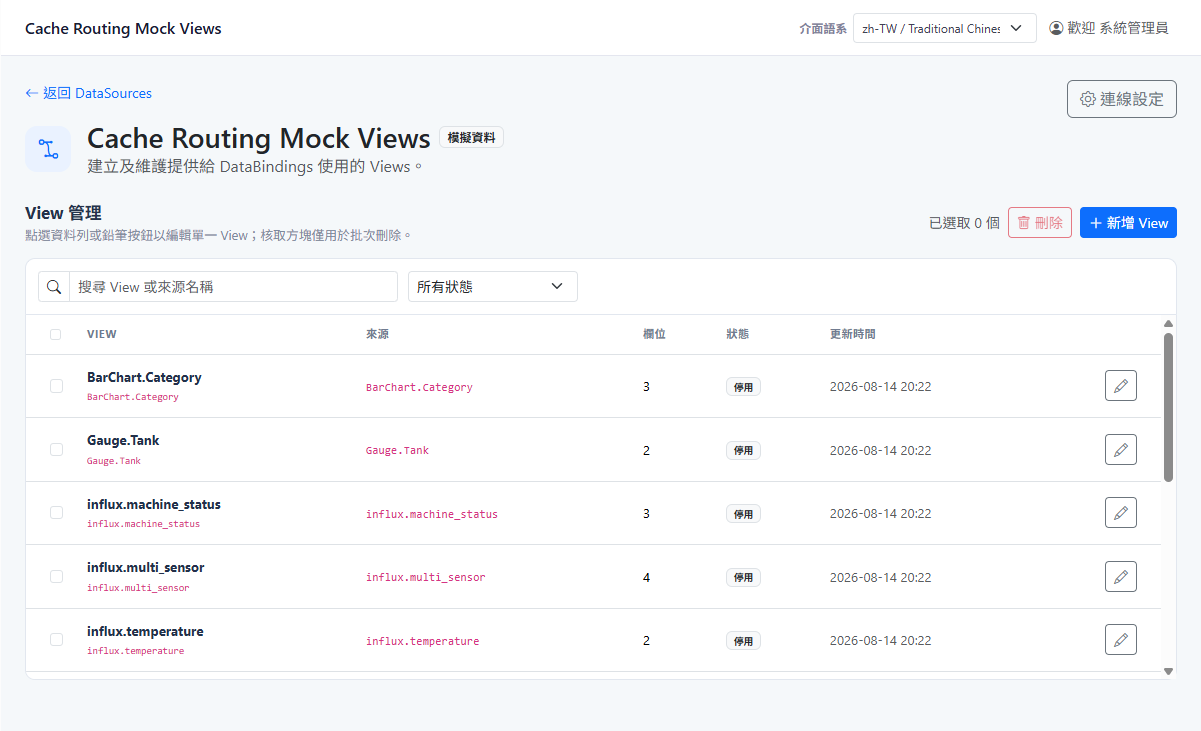 Cache Routing Mock Views
介面語系 zh-TW / Traditional Chines 歡迎 系統管理員
← 返回 DataSources
連線設定
Cache Routing Mock Views 模擬資料
建立及維護提供給 DataBindings 使用的 Views。
View 管理
點選資料列或鉛筆按鈕以編輯單一 View；核取方塊僅用於批次刪除。
已選取 0 個 刪除 + 新增 View
搜尋 View 或來源名稱 所有狀態
VIEW 來源 欄位 狀態 更新時間
BarChart.Category
BarChart.Category BarChart.Category 3 停用 2026-08-14 20:22
Gauge.Tank
Gauge.Tank Gauge.Tank 2 停用 2026-08-14 20:22
influx.machine_status
influx.machine_status influx.machine_status 3 停用 2026-08-14 20:22
influx.multi_sensor
influx.multi_sensor influx.multi_sensor 4 停用 2026-08-14 20:22
influx.temperature
influx.temperature influx.temperature 2 停用 2026-08-14 20:22